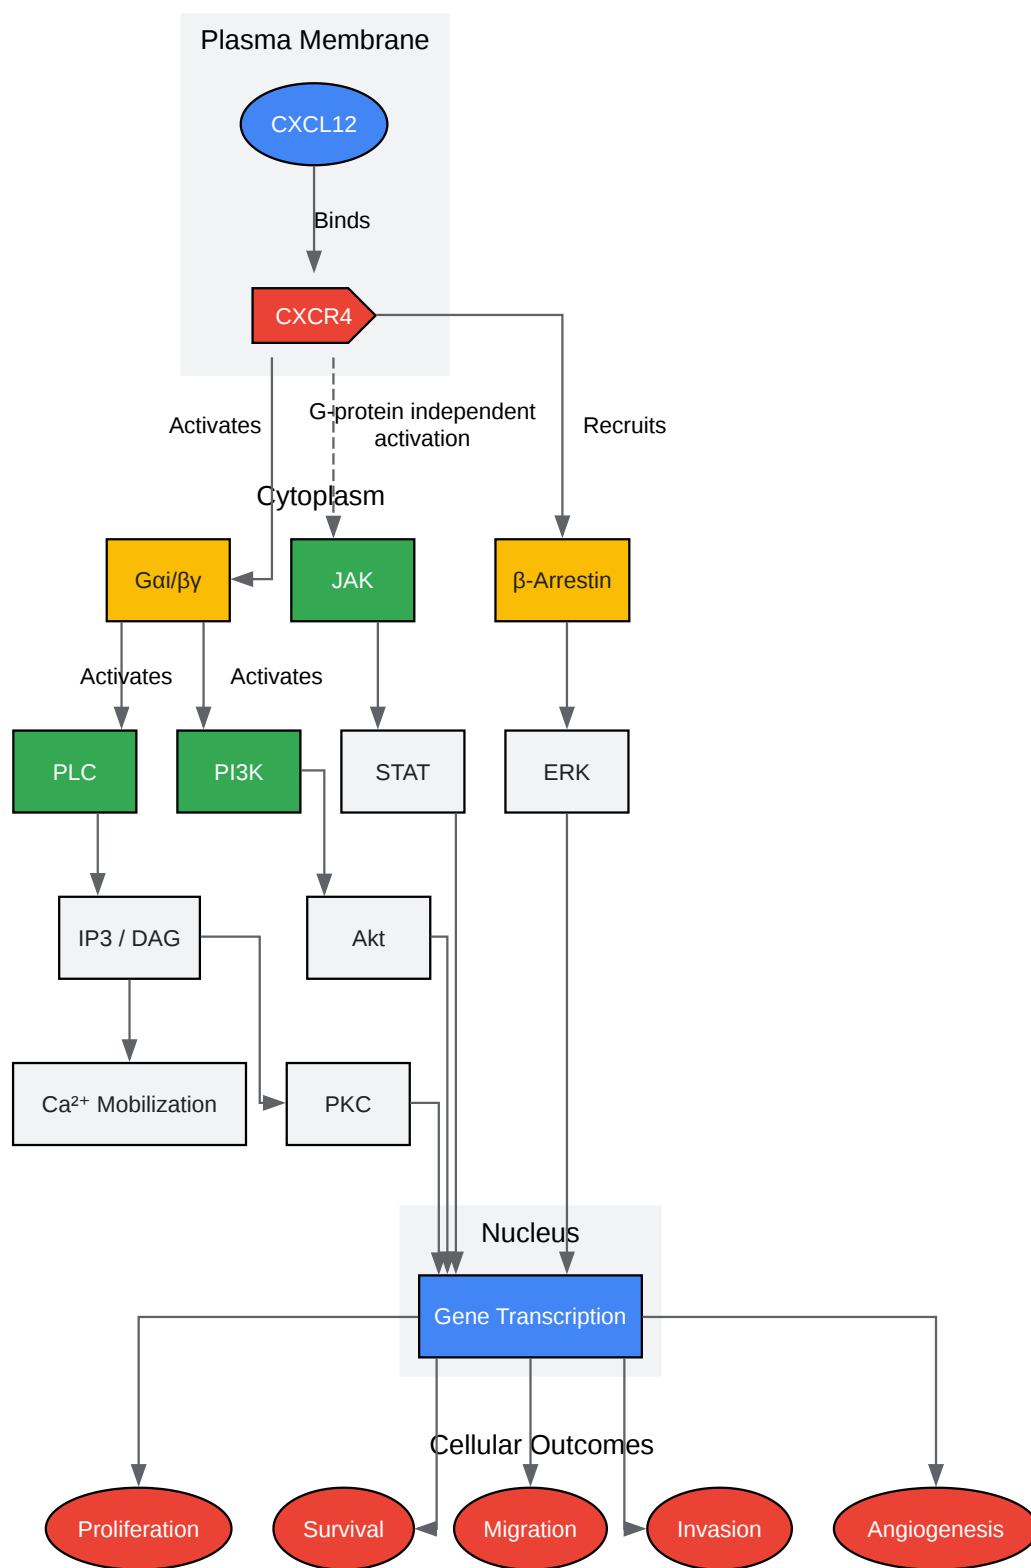 Plasma Membrane
CXCL12
Binds
CXCR4
Activates
G-protein independent
activation
Recruits
Cytoplasm
Gαi/βγ
JAK
β-Arrestin
Activates
Activates
PLC
PI3K
STAT
ERK
IP3 / DAG
Akt
Ca²⁺ Mobilization
PKC
Nucleus
Gene Transcription
Cellular Outcomes
Proliferation
Survival
Migration
Invasion
Angiogenesis